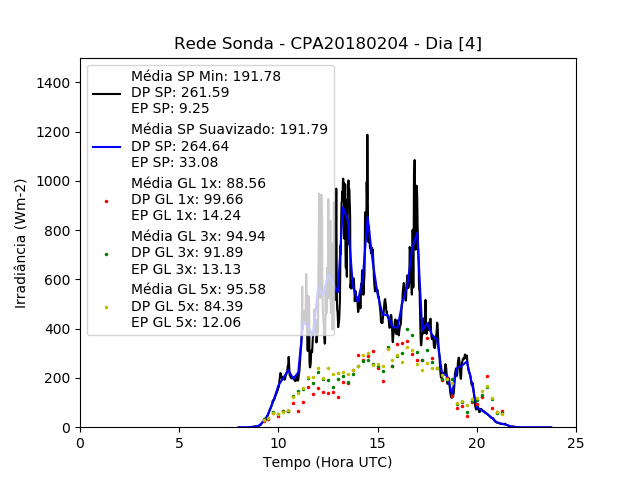 Rede Sonda - CPA20180204 - Dia [4]
Média SP Min: 191.78
DP SP: 261.59
EP SP: 9.25
Média SP Suavizado: 191.79
DP SP: 264.64
EP SP: 33.08
Média GL 1x: 88.56
DP GL 1x: 99.66
EP GL 1x: 14.24
Média GL 3x: 94.94
DP GL 3x: 91.89
EP GL 3x: 13.13
Média GL 5x: 95.58
DP GL 5x: 84.39
EP GL 5x: 12.06
Irradiância (Wm-2)
1400
1200
1000
800
600
400
200
0
0 5 10 15 20 25
Tempo (Hora UTC)